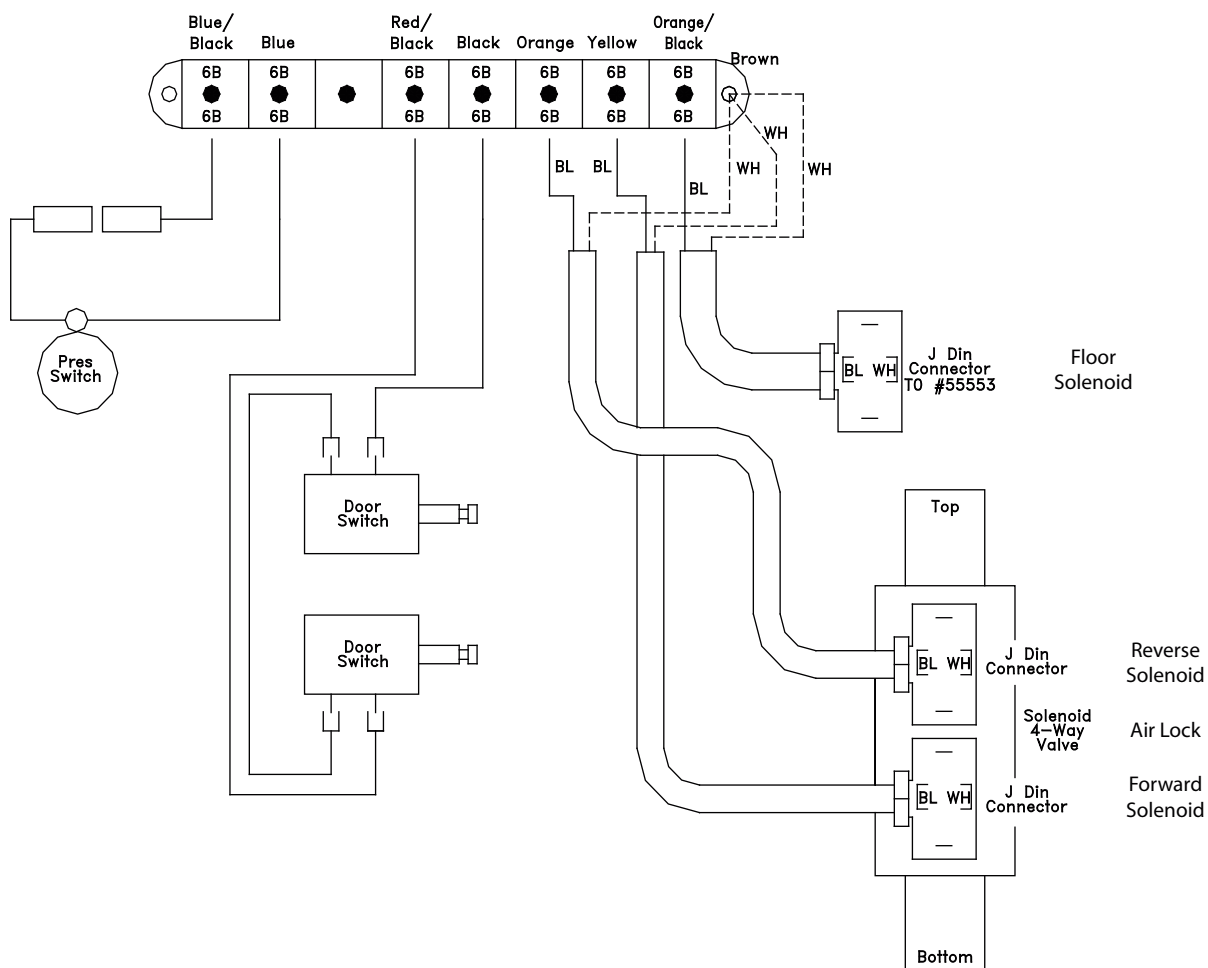 Blue/
Black
Blue
Red/
Black
Black
Orange
Yellow
Orange/
Black
Brown
6B 6B 6B 6B 6B 6B 6B
6B 6B 6B 6B 6B 6B 6B
WH
BL
BL
WH
WH
BL
Pres
Switch
BL WH
J Din
Connector
TO #55553
Floor
Solenoid
Door
Switch
Top
Door
Switch
BL WH
J Din
Connector
Reverse
Solenoid
Solenoid
4-Way
Valve
Air Lock
BL WH
J Din
Connector
Forward
Solenoid
Bottom